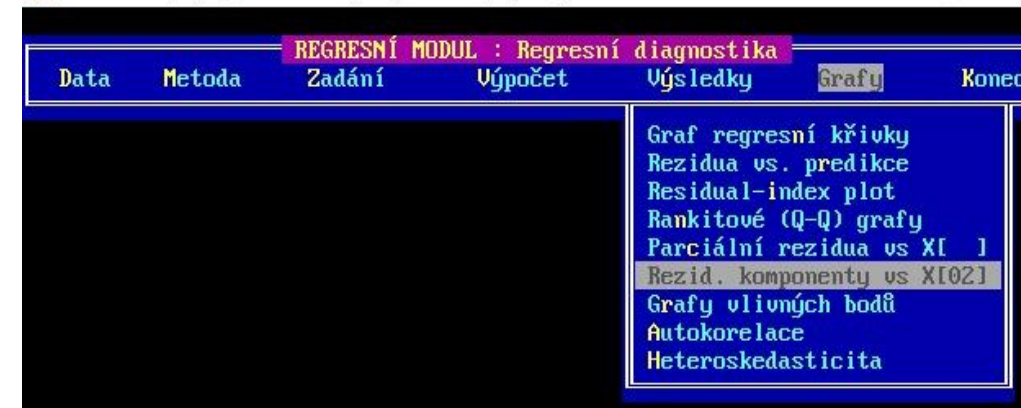 REGRESNÍ MODUL : Regresní diagnostika
Data Metoda Zadání Výpočet Výsledky Grafy Konec
Graf regresní křivky
Rezidua vs. predikce
Residual-index plot
Rankitové (Q-Q) grafy
Parciální rezidua vs X[ ]
Rezid. komponenty vs X[02]
Grafy vlivných bodů
Autokorelace
Heteroskedasticita